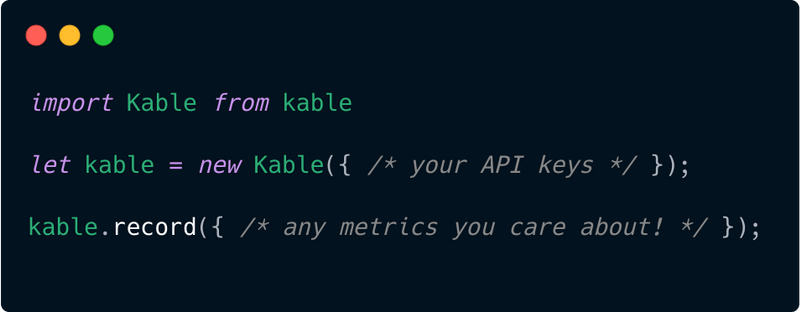 import Kable from kable
let kable = new Kable({ /* your API keys */ });
kable.record({ /* any metrics you care about! */ });